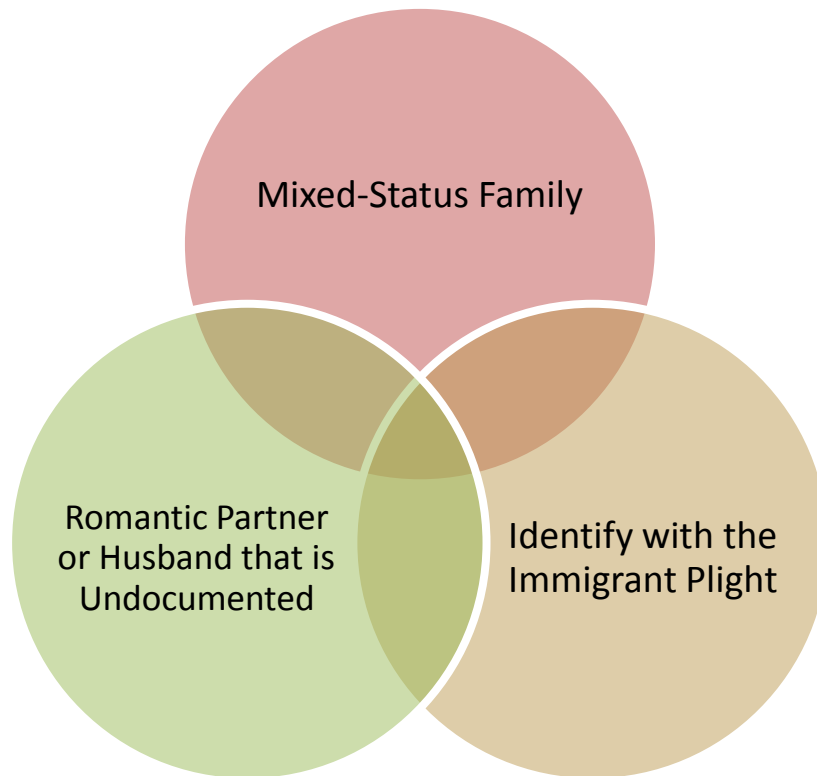 Mixed-Status Family
Romantic Partner
or Husband that is
Undocumented
Identify with the
Immigrant Plight